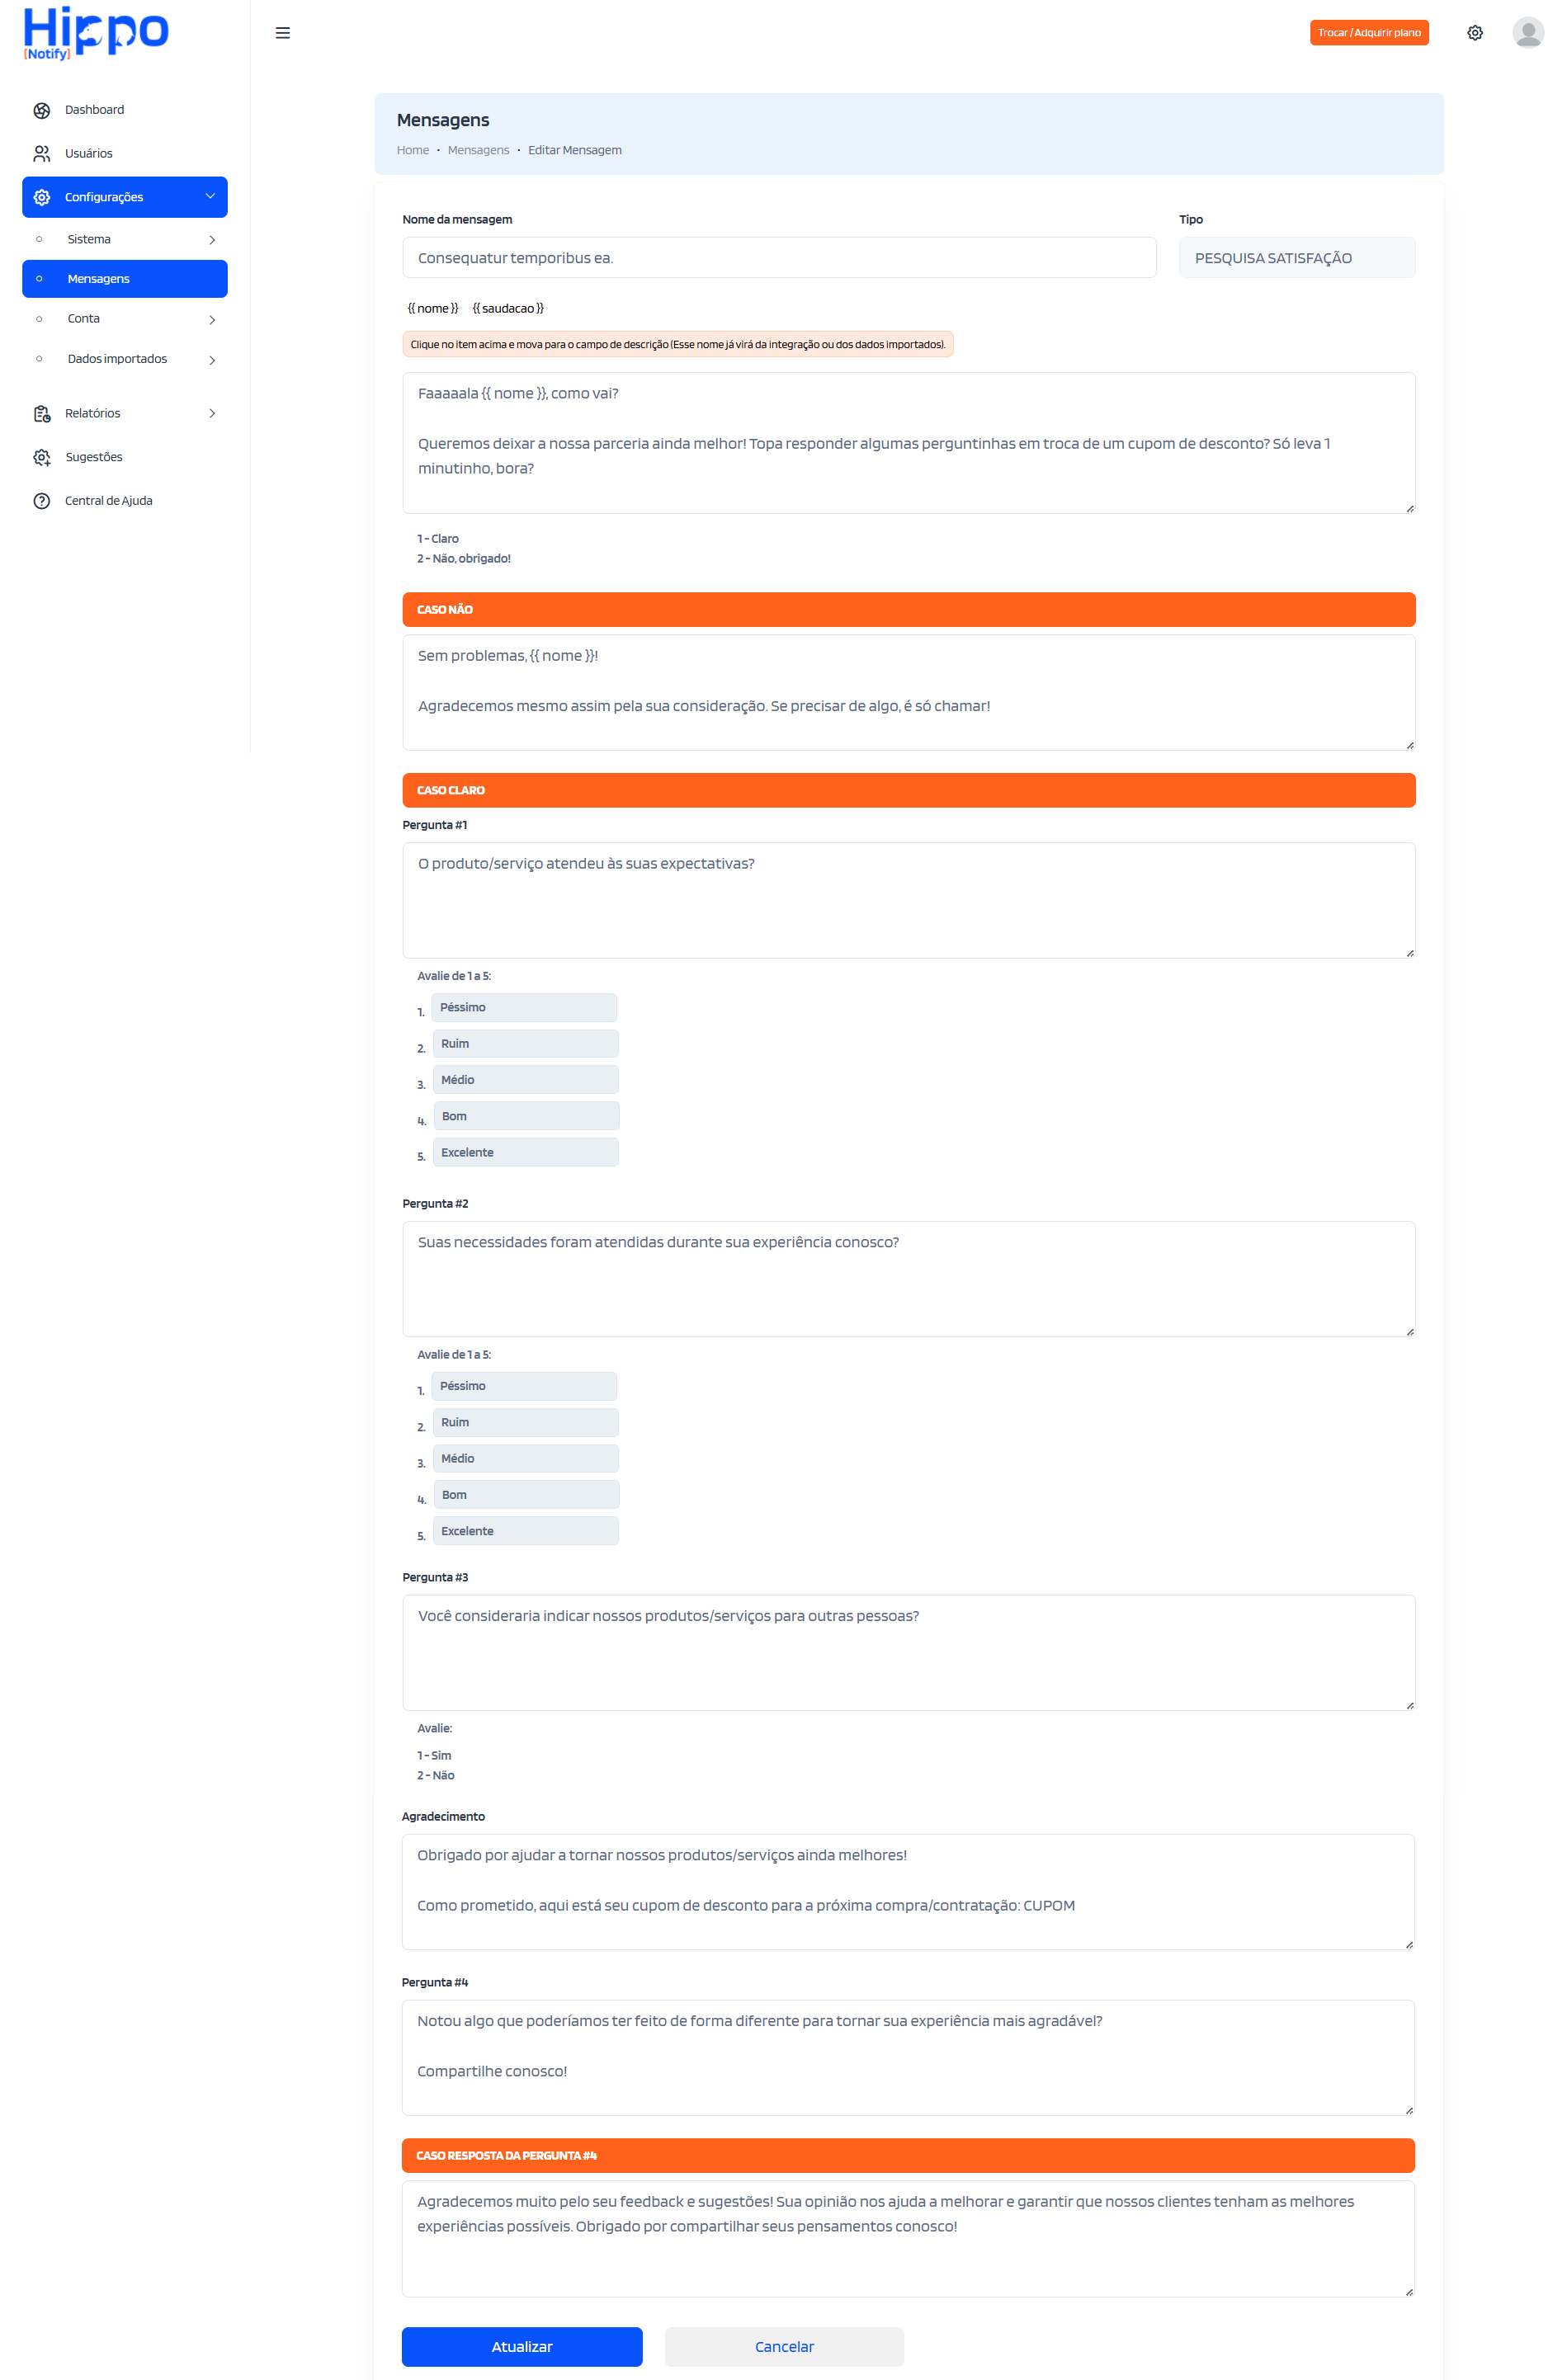 Hippo
[Notify]
Trocar / Adquirir plano
Dashboard
Usuários
Configurações
Sistema
Mensagens
Conta
Dados importados
Relatórios
Sugestões
Central de Ajuda
Mensagens
Home • Mensagens • Editar Mensagem
Nome da mensagem
Tipo
Consequatur temporibus ea.
PESQUISA SATISFAÇÃO
{{ nome }} {{ saudacao }}
Clique no item acima e mova para o campo de descrição (Esse nome já virá da integração ou dos dados importados).
Faaaaala {{ nome }}, como vai?
Queremos deixar a nossa parceria ainda melhor! Topa responder algumas perguntinhas em troca de um cupom de desconto? Só leva 1
minutinho, bora?
1 - Claro
2 - Não, obrigado!
CASO NÃO
Sem problemas, {{ nome }}!
Agradecemos mesmo assim pela sua consideração. Se precisar de algo, é só chamar!
CASO CLARO
Pergunta #1
O produto/serviço atendeu às suas expectativas?
Avalie de 1 a 5:
1. Péssimo
2. Ruim
3. Médio
4. Bom
5. Excelente
Pergunta #2
Suas necessidades foram atendidas durante sua experiência conosco?
Avalie de 1 a 5:
1. Péssimo
2. Ruim
3. Médio
4. Bom
5. Excelente
Pergunta #3
Você consideraria indicar nossos produtos/serviços para outras pessoas?
Avalie:
1 - Sim
2 - Não
Agradecimento
Obrigado por ajudar a tornar nossos produtos/serviços ainda melhores!
Como prometido, aqui está seu cupom de desconto para a próxima compra/contratação: CUPOM
Pergunta #4
Notou algo que poderíamos ter feito de forma diferente para tornar sua experiência mais agradável?
Compartilhe conosco!
CASO RESPOSTA DA PERGUNTA #4
Agradecemos muito pelo seu feedback e sugestões! Sua opinião nos ajuda a melhorar e garantir que nossos clientes tenham as melhores
experiências possíveis. Obrigado por compartilhar seus pensamentos conosco!
Atualizar
Cancelar